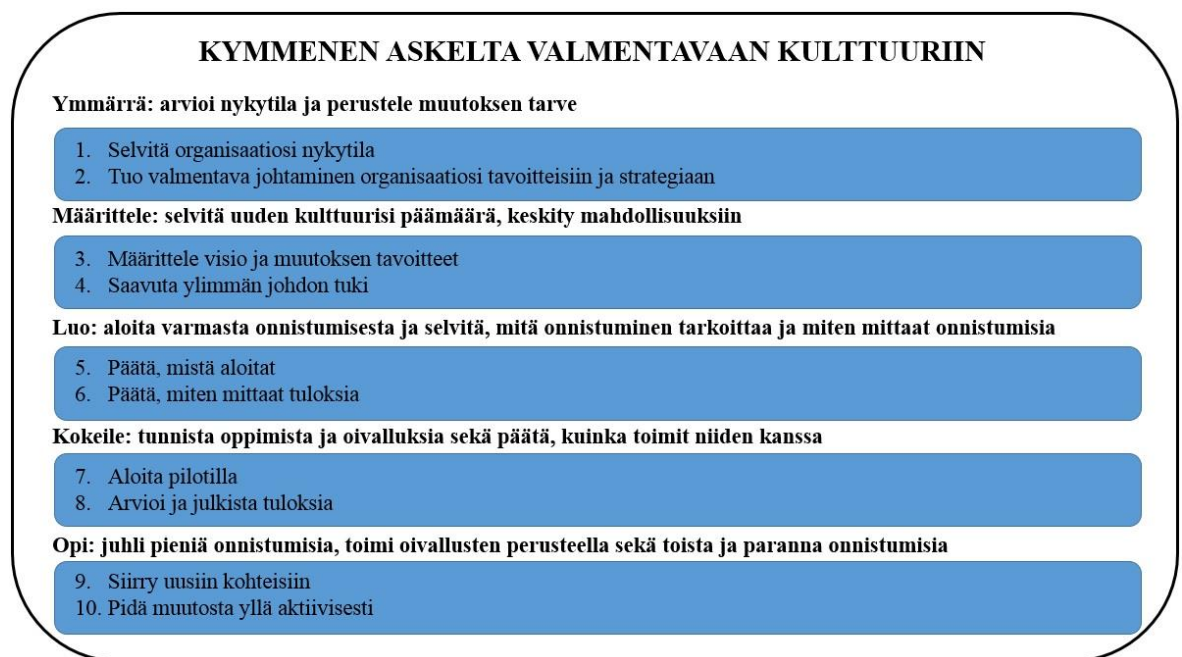 KYMMENEN ASKELTA VALMENTAVAAN KULTTUURIIN
Ymmärrä: arvioi nykytila ja perustele muutoksen tarve
1. Selvitä organisaatiosi nykytila
2. Tuo valmentava johtaminen organisaatiosi tavoitteisiin ja strategiaan
Määrittele: selvitä uuden kulttuurisi päämäärä, keskity mahdollisuuksiin
3. Määrittele visio ja muutoksen tavoitteet
4. Saavuta ylimmän johdon tuki
Luo: aloita varmasta onnistumisesta ja selvitä, mitä onnistuminen tarkoittaa ja miten mittaat onnistumisia
5. Päätä, mistä aloitat
6. Päätä, miten mittaat tuloksia
Kokeile: tunnista oppimista ja oivalluksia sekä päätä, kuinka toimit niiden kanssa
7. Aloita pilotilla
8. Arvioi ja julkista tuloksia
Opi: juhli pieniä onnistumisia, toimi oivallusten perusteella sekä toista ja paranna onnistumisia
9. Siirry uusiin kohteisiin
10. Pidä muutosta yllä aktiivisesti